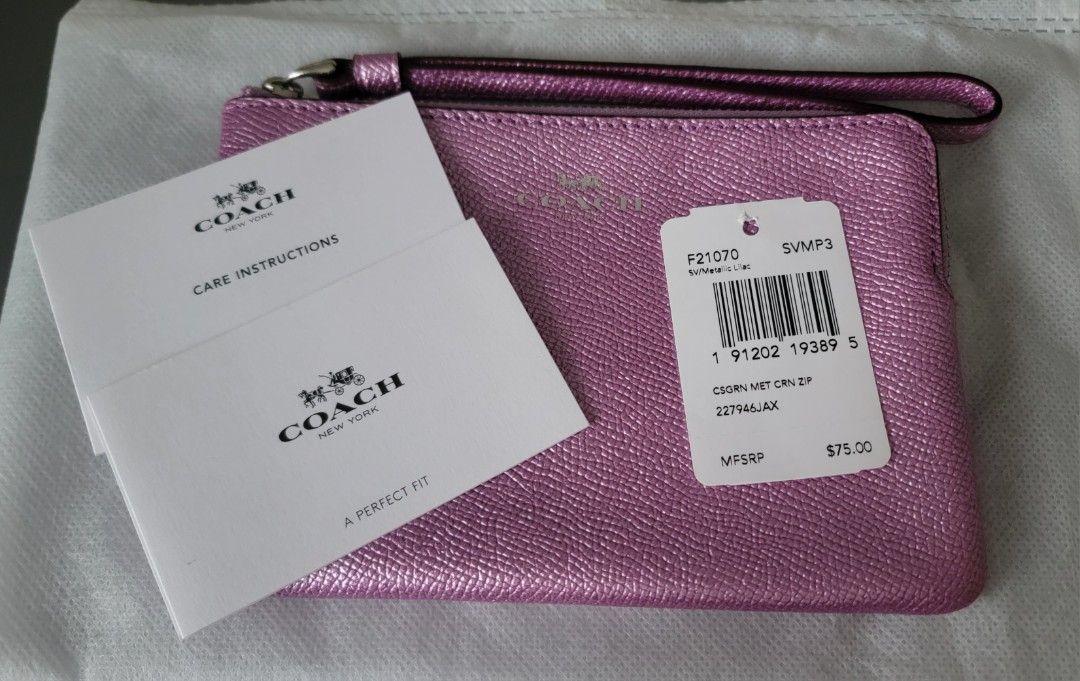 COACH
NEW YORK
CARE INSTRUCTIONS
COACH
NEW YORK
A PERFECT FIT
COACH
F21070 SVMP3
SV/Metallic Lilac
1 91202 19389 5
CSGRN MET CRN ZIP
227946JAX
MFSRP $75.00